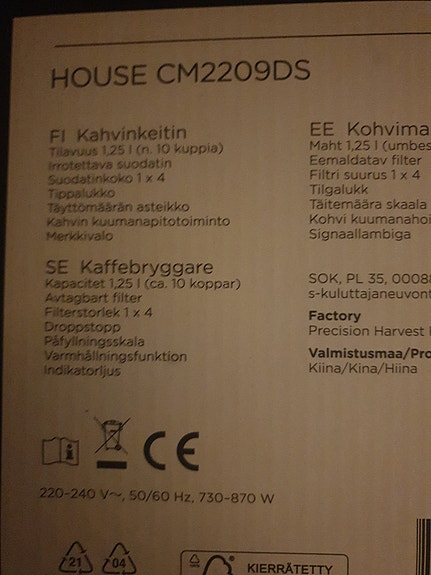 HOUSE CM2209DS
FI Kahvinkeitin
Tilavuus 1,25 l (n. 10 kuppia)
Irrotettava suodatin
Suodatinkoko 1 x 4
Tippalukko
Täyttömäärän asteikko
Kahvin kuumanapitotoiminto
Merkkivalo
SE Kaffebryggare
Kapacitet 1,25 l (ca. 10 koppar)
Avtagbart filter
Filterstorlek 1 x 4
Droppstopp
Påfyllningsskala
Varmhållningsfunktion
Indikatorljus
EE Kohvima
Maht 1,25 l (umbes
Eemaldatav filter
Filtri suurus 1 x 4
Tilgalukk
Täitemäära skaala
Kohvi kuumanahoi
Signaallambiga
SOK, PL 35, 00088
s-kuluttajaneuvont
Factory
Precision Harvest
Valmistusmaa/Pro
Kiina/Kina/Hiina
CE
220-240 V~, 50/60 Hz, 730-870 W
21 04
KIERRÄTETTY